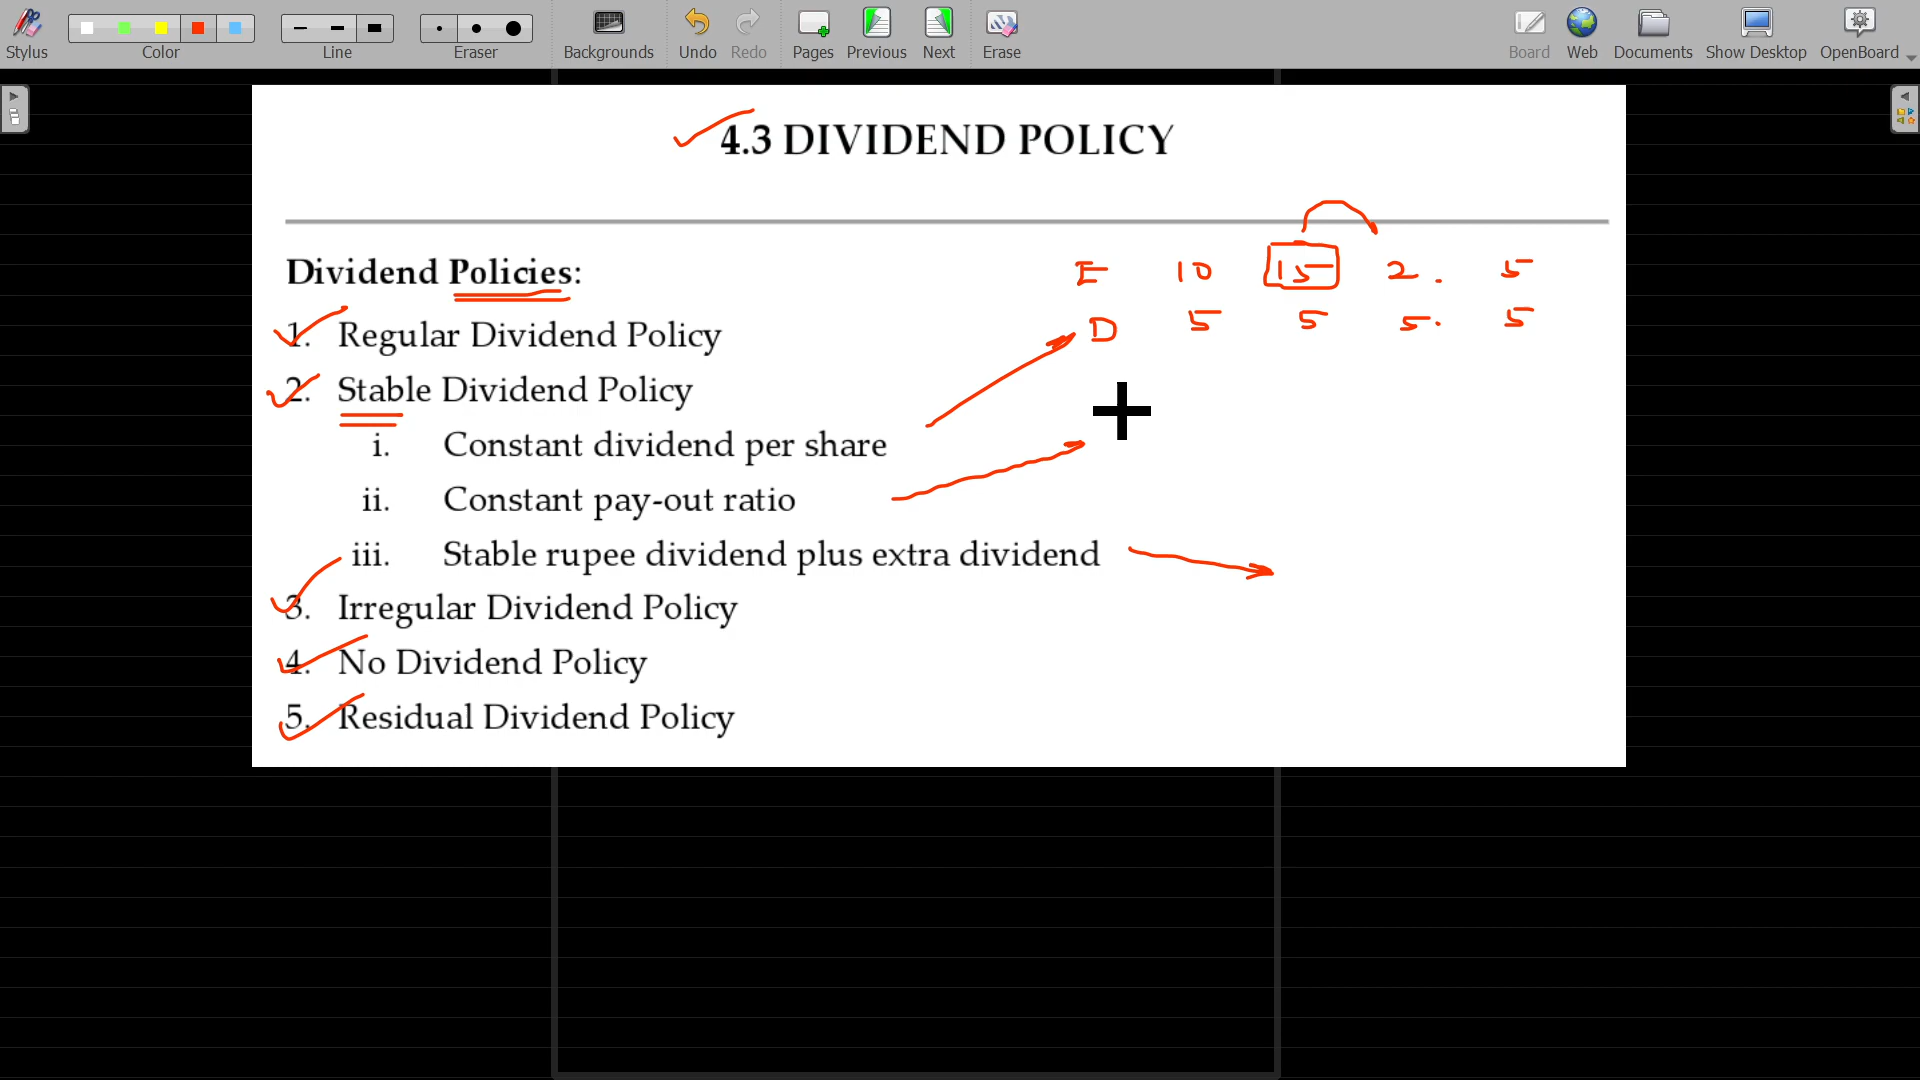 Stylus Color Line Eraser Backgrounds Undo Redo Pages Previous Next Erase Board Web Documents Show Desktop OpenBoard
4.3 DIVIDEND POLICY
Dividend Policies:
E 10 15 2. 5
1. Regular Dividend Policy
D 5 5 5. 5
2. Stable Dividend Policy
i. Constant dividend per share
ii. Constant pay-out ratio
iii. Stable rupee dividend plus extra dividend
3. Irregular Dividend Policy
4. No Dividend Policy
5. Residual Dividend Policy